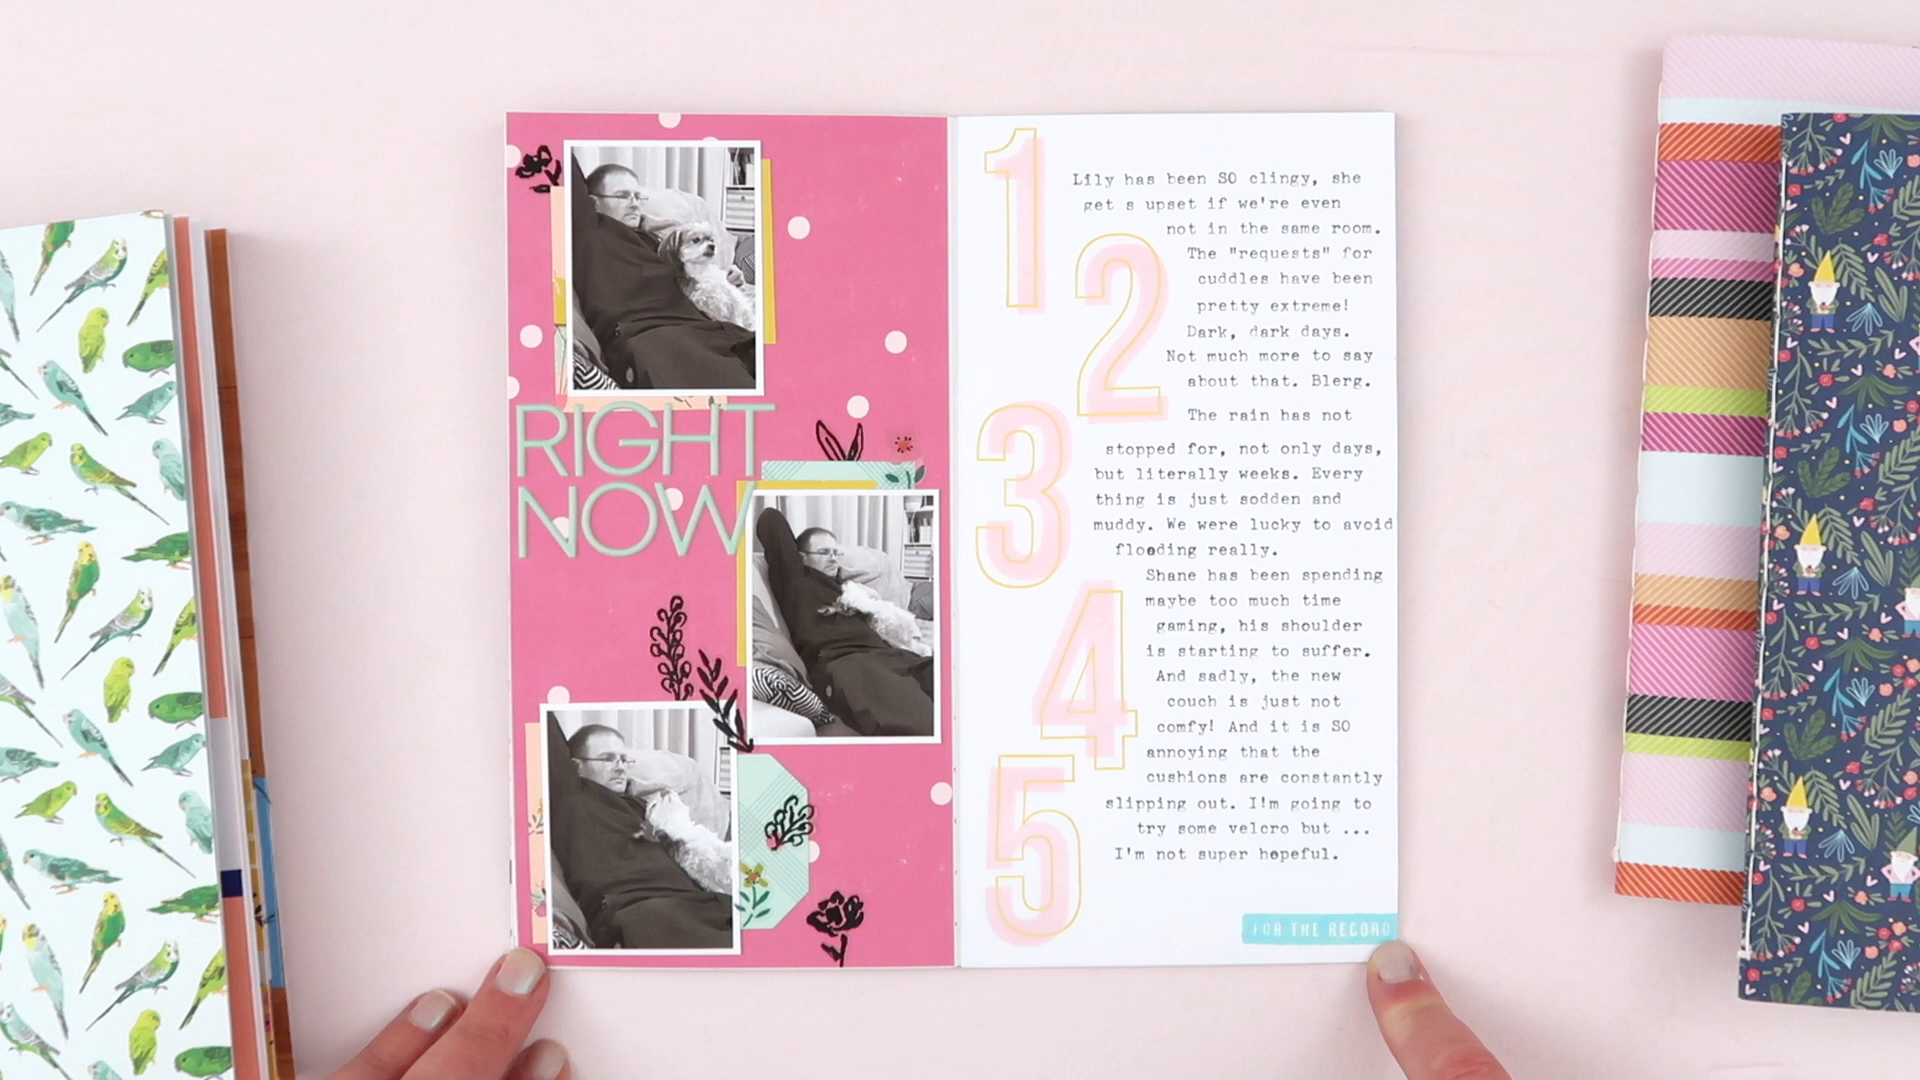 RIGHT
NOW
1
Lily has been SO clingy, she
get s upset if we're even
not in the same room.
2
The "requests" for
cuddles have been
pretty extreme!
Dark, dark days.
Not much more to say
about that. Blerg.
3
The rain has not
stopped for, not only days,
but literally weeks. Every
thing is just sodden and
muddy. We were lucky to avoid
flooding really.
4
Shane has been spending
maybe too much time
gaming, his shoulder
is starting to suffer.
And sadly, the new
couch is just not
comfy! And it is SO
annoying that the
5
cushions are constantly
slipping out. I'm going to
try some velcro but ...
I'm not super hopeful.
FOR THE RECORD